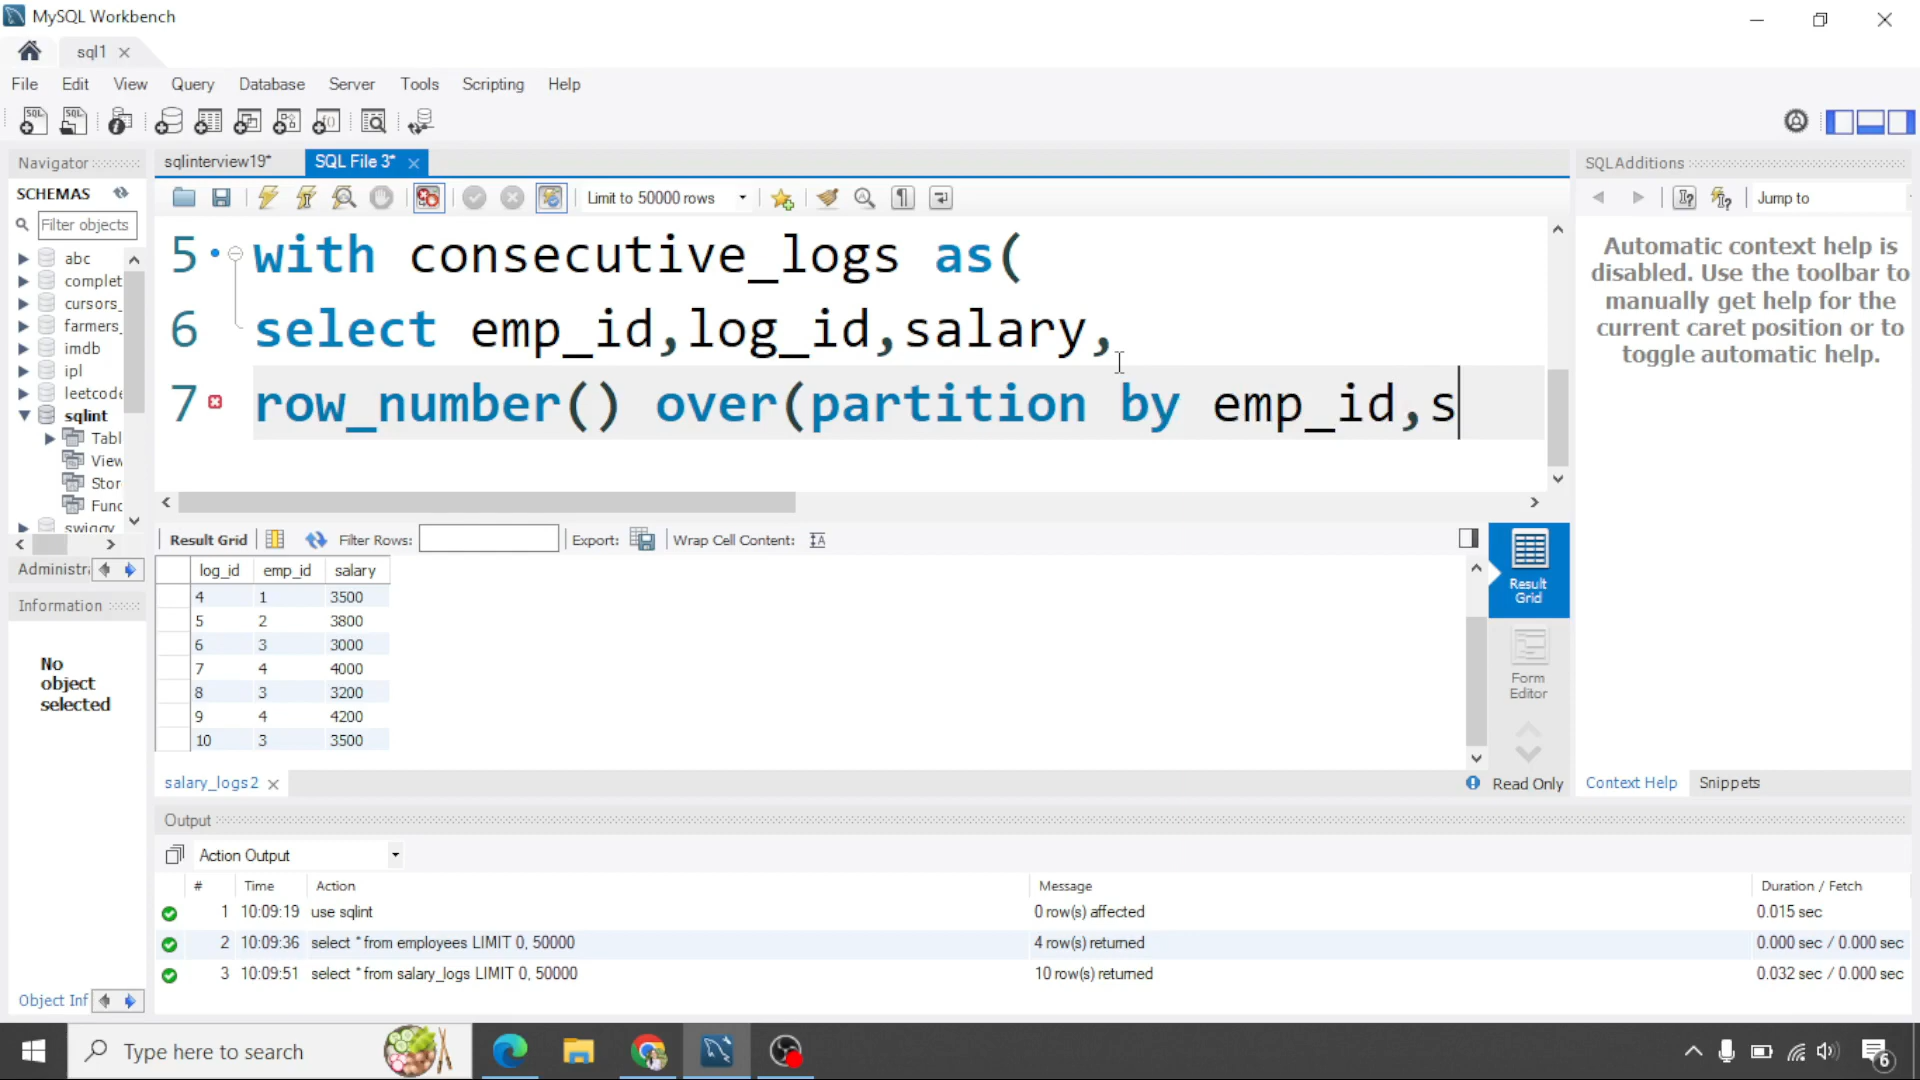 MySQL Workbench
sql1
File Edit View Query Database Server Tools Scripting Help
Navigator
sqlinterview19*
SQL File 3*
SQLAdditions
SCHEMAS
Limit to 50000 rows
Jump to
Filter objects
abc
complet
cursors_
farmers_
imdb
ipl
leetcode
sqlint
Tabl
View
Stor
Func
swiggy
Administra
Information
No
object
selected
Object Inf
5 with consecutive_logs as(
6 select emp_id,log_id,salary,
7 row_number() over(partition by emp_id,s
Automatic context help is
disabled. Use the toolbar to
manually get help for the
current caret position or to
toggle automatic help.
Result Grid Filter Rows: Export: Wrap Cell Content:
log_id emp_id salary
4 1 3500
5 2 3800
6 3 3000
7 4 4000
8 3 3200
9 4 4200
10 3 3500
Result
Grid
Form
Editor
salary_logs2
Read Only
Context Help Snippets
Output
Action Output
# Time Action Message Duration / Fetch
1 10:09:19 use sqlint 0 row(s) affected 0.015 sec
2 10:09:36 select * from employees LIMIT 0, 50000 4 row(s) returned 0.000 sec / 0.000 sec
3 10:09:51 select * from salary_logs LIMIT 0, 50000 10 row(s) returned 0.032 sec / 0.000 sec
Type here to search
6